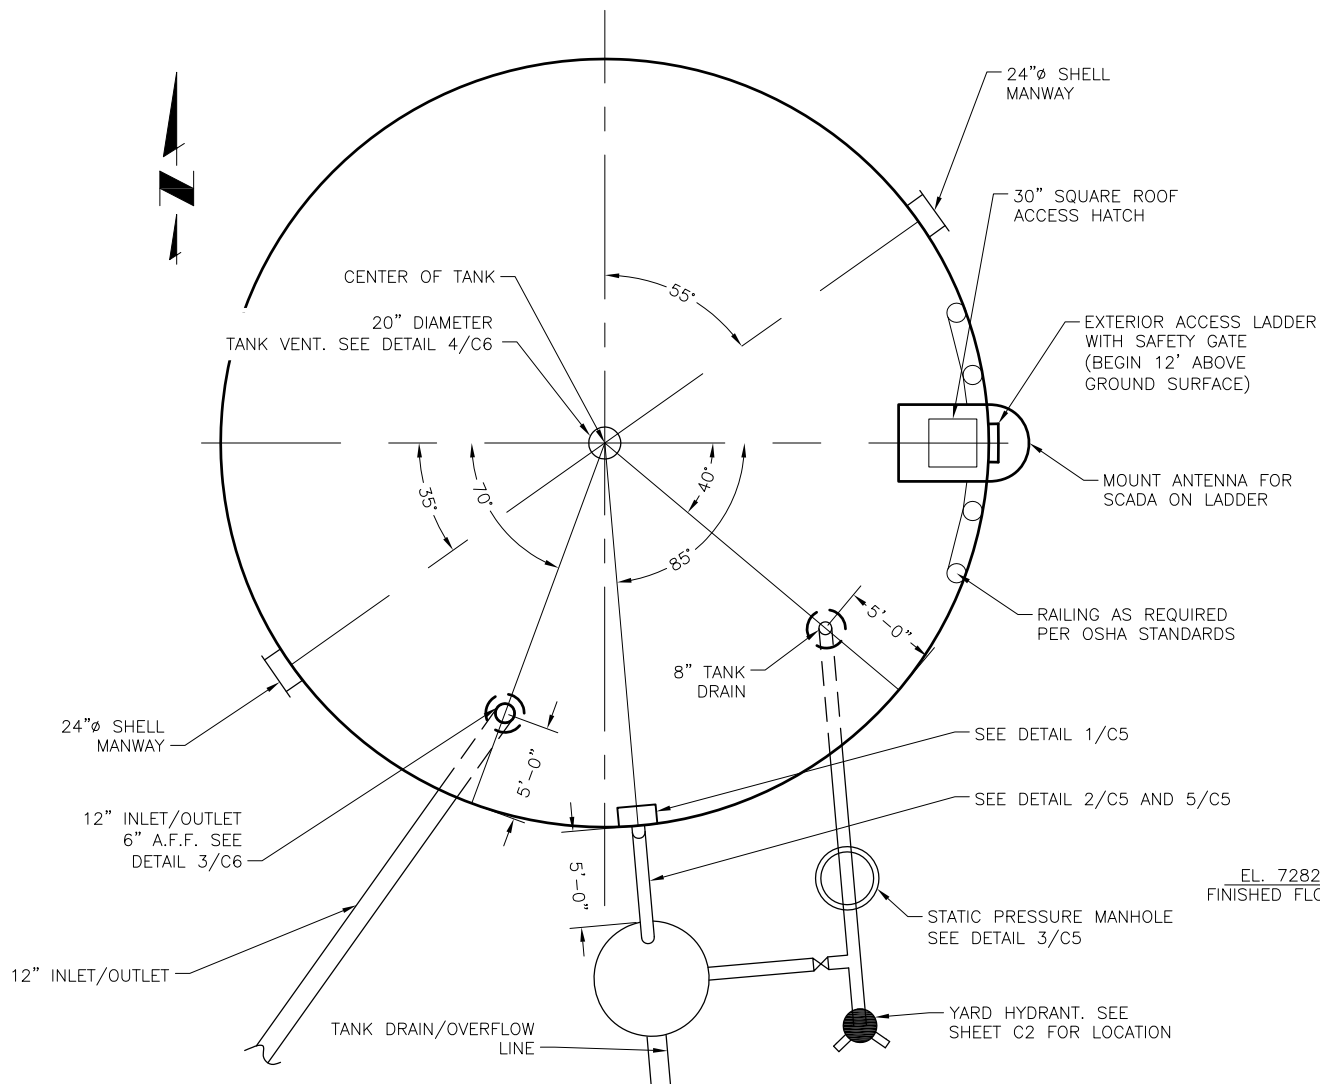 24"ø SHELL
MANWAY
30" SQUARE ROOF
ACCESS HATCH
N
CENTER OF TANK
20" DIAMETER
TANK VENT. SEE DETAIL 4/C6
55°
EXTERIOR ACCESS LADDER
WITH SAFETY GATE
(BEGIN 12' ABOVE
GROUND SURFACE)
35°
70°
40°
85°
MOUNT ANTENNA FOR
SCADA ON LADDER
5'-0"
RAILING AS REQUIRED
PER OSHA STANDARDS
8" TANK
DRAIN
24"ø SHELL
MANWAY
5'-0"
SEE DETAIL 1/C5
SEE DETAIL 2/C5 AND 5/C5
12" INLET/OUTLET
6" A.F.F. SEE
DETAIL 3/C6
5'-0"
EL. 7282
FINISHED FLO
STATIC PRESSURE MANHOLE
SEE DETAIL 3/C5
12" INLET/OUTLET
TANK DRAIN/OVERFLOW
LINE
YARD HYDRANT. SEE
SHEET C2 FOR LOCATION